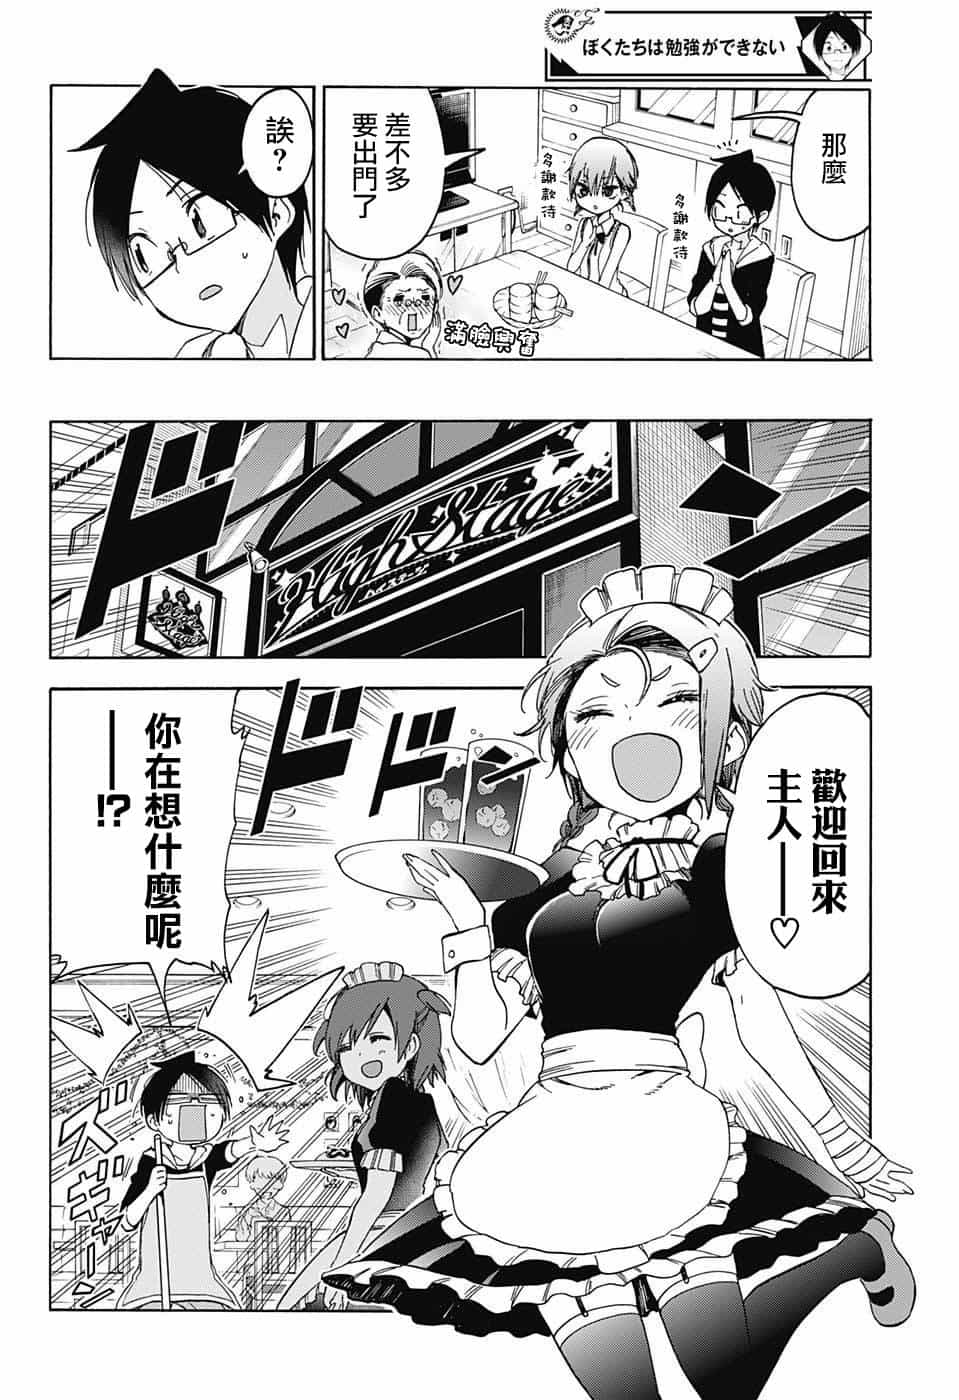 ぼくたちは勉強ができない
那麼
多謝款待
多謝款待
差不多
要出門了
滿臉興奮
誒?
ド
ン
High Stage
ハイステージ
High Stage
歡迎回來
主人——♡
ドドン
你在想什麼呢
——!?
ズギャーン